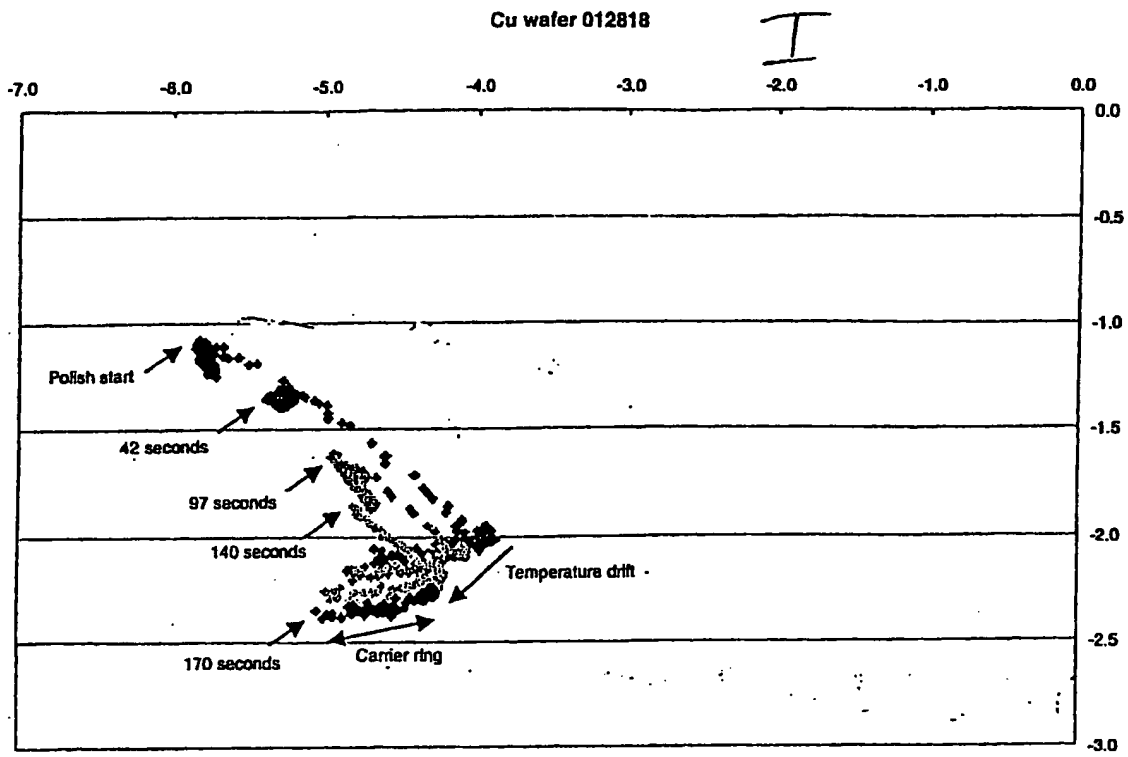 Cu wafer 012818
I
-7.0 -8.0 -5.0 -4.0 -3.0 -2.0 -1.0 0.0
0.0
-0.5
-1.0
Polish start
42 seconds
-1.5
97 seconds
140 seconds
-2.0
Temperature drift
170 seconds
Carrier ring
-2.5
-3.0